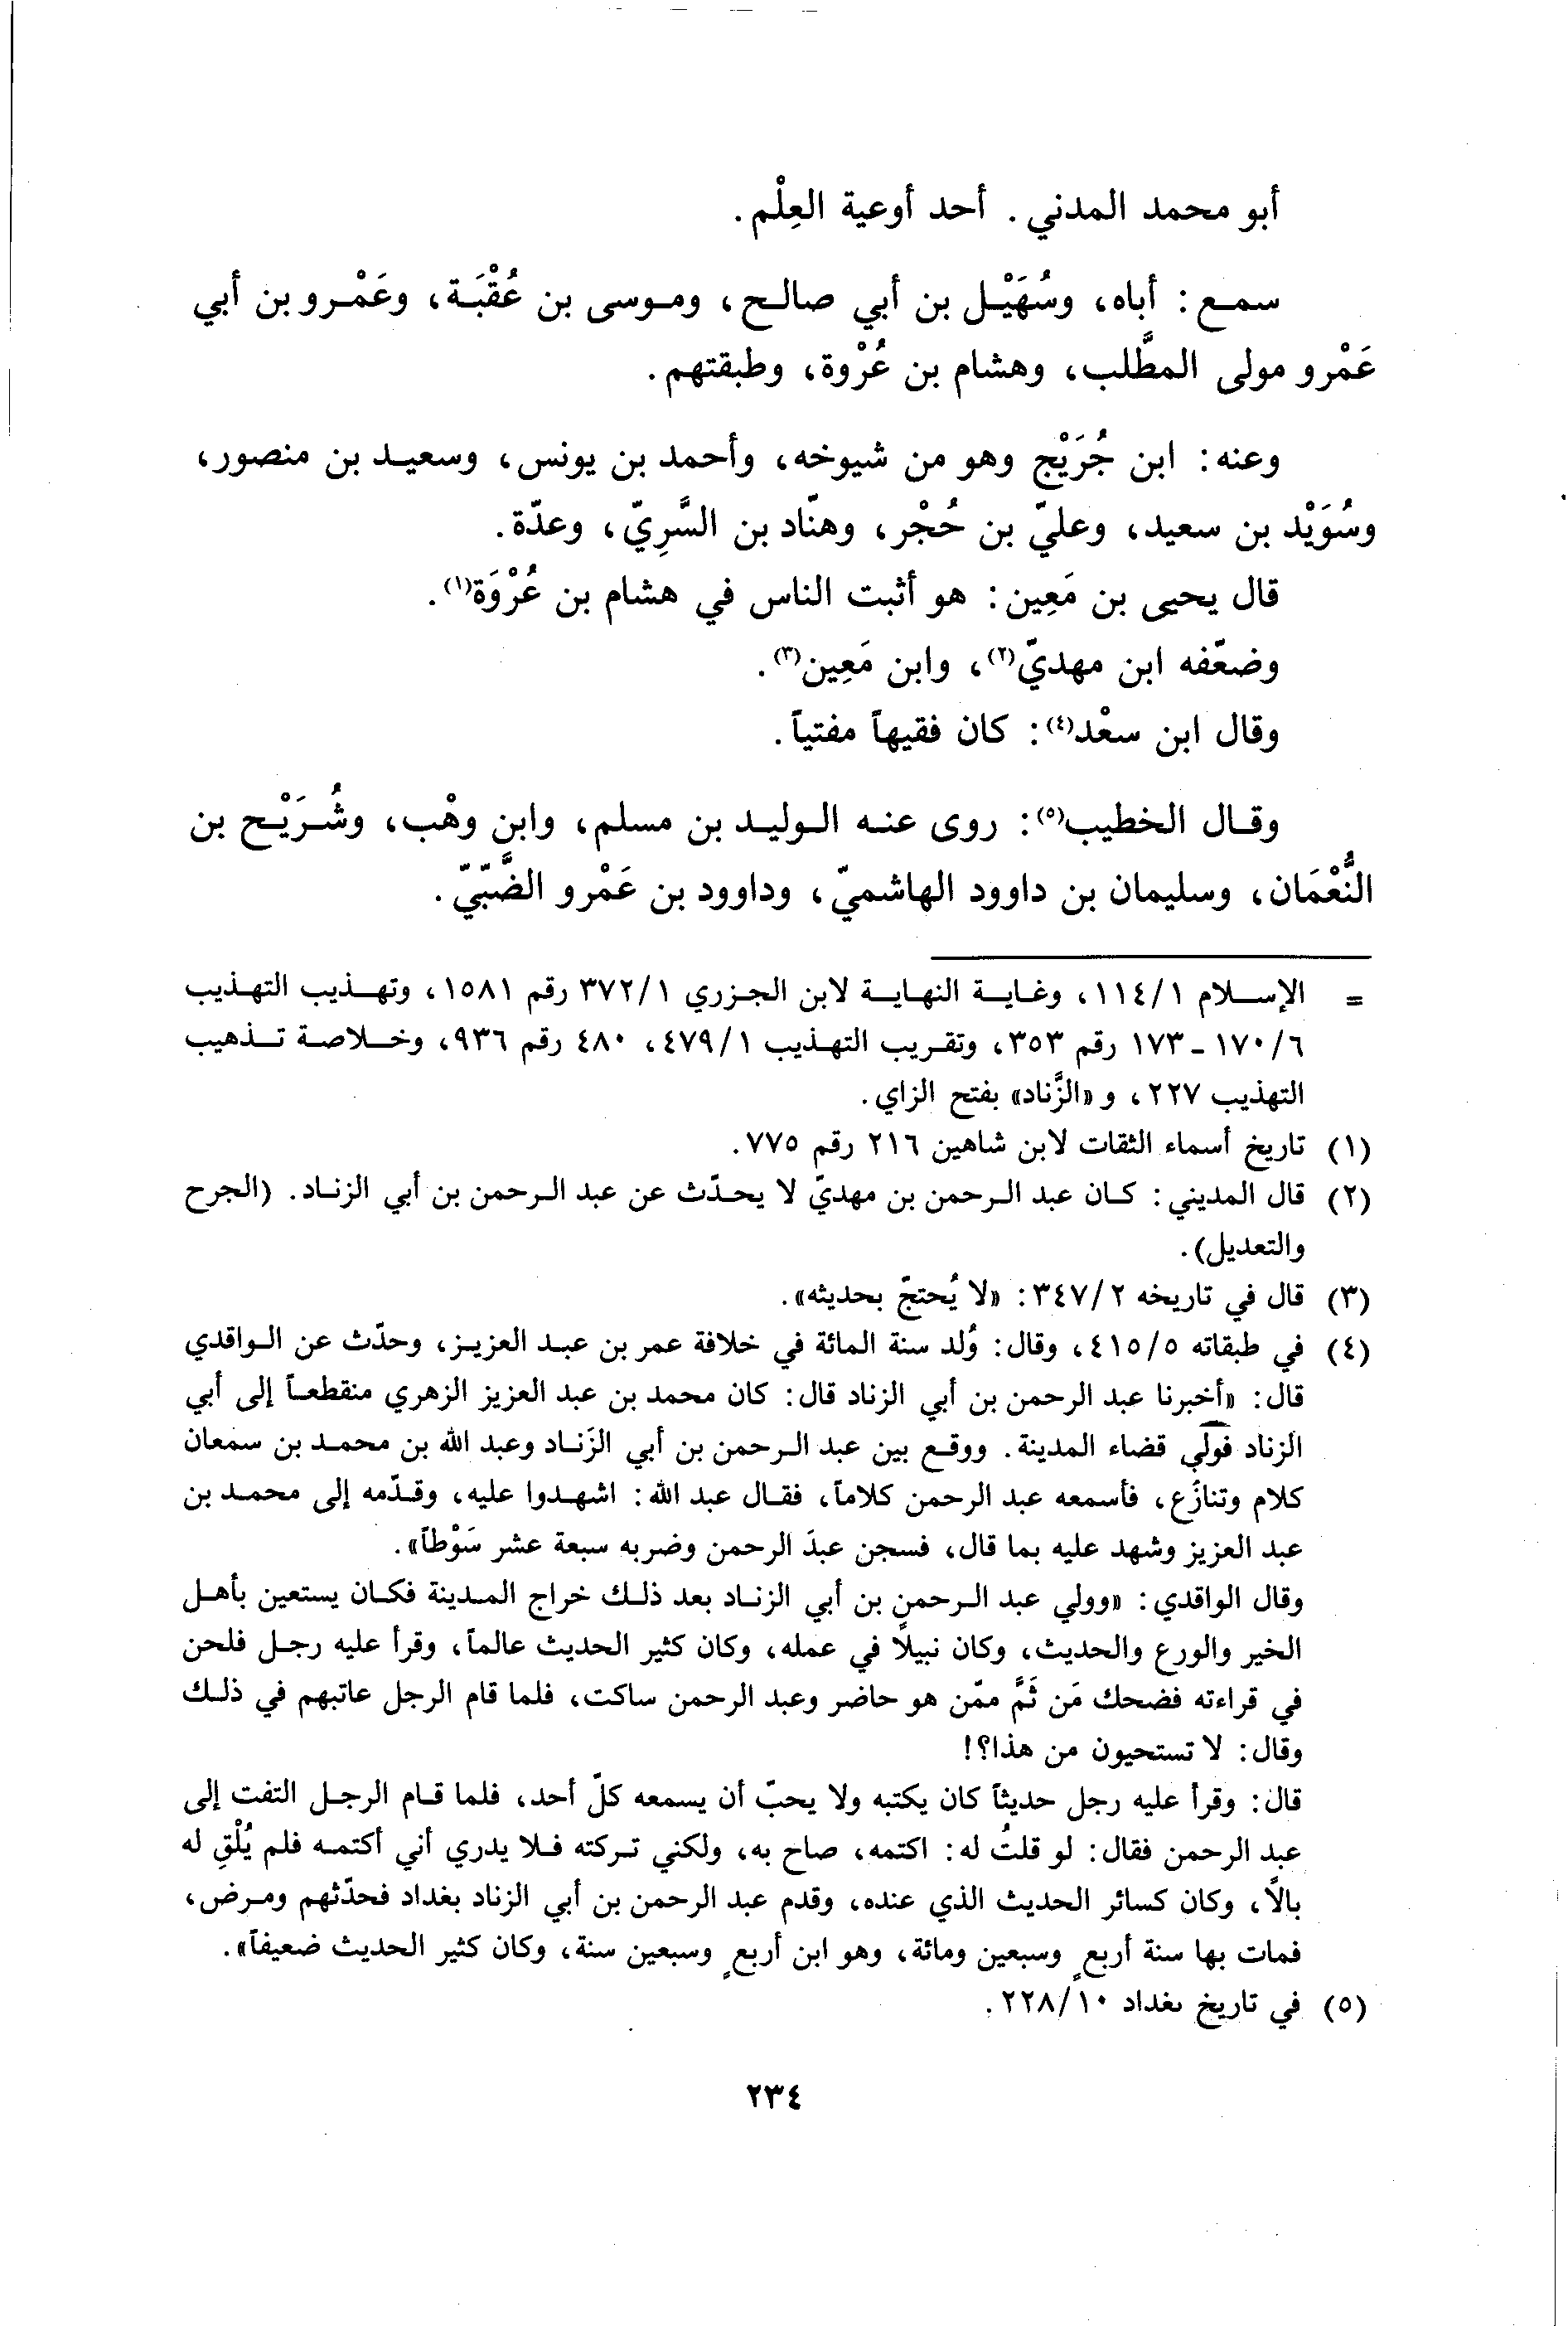 أبو محمد المدني. أحد أوعية العِلْم.
سمع: أباه، وسُهَيْل بن أبي صالح، وموسى بن عُقْبَة، وعَمْرو بن أبي
عَمْرو مولى المطَّلب، وهشام بن عُرْوة، وطبقتهم.
وعنه: ابن جُرَيْج وهو من شيوخه، وأحمد بن يونس، وسعيد بن منصور،
وسُوَيْد بن سعيد، وعليّ بن حُجْر، وهنّاد بن السَّرِيّ، وعدّة.
قال يحيى بن مَعِين: هو أثبت الناس في هشام بن عُرْوَة(١).
وضعّفه ابن مهديّ(٢)، وابن مَعِين(٣).
وقال ابن سعْد(٤): كان فقيهاً مفتياً.
وقال الخطيب(٥): روى عنه الوليد بن مسلم، وابن وهْب، وشُرَيْح بن
النُّعْمَان، وسليمان بن داوود الهاشميّ، وداوود بن عَمْرو الضَّبّيّ.
= الإسلام ١١٤/١، وغاية النهاية لابن الجزري ٣٧٢/١ رقم ١٥٨١، وتهذيب التهذيب
١٧٠/٦ - ١٧٣ رقم ٣٥٣، وتقريب التهذيب ٤٧٩/١، ٤٨٠ رقم ٩٣٦، وخلاصة تذهيب
التهذيب ٢٢٧، و«الزَّناد» بفتح الزاي.
(١) تاريخ أسماء الثقات لابن شاهين ٢١٦ رقم ٧٧٥.
(٢) قال المديني: كان عبد الرحمن بن مهديّ لا يحدّث عن عبد الرحمن بن أبي الزناد. (الجرح
والتعديل).
(٣) قال في تاريخه ٣٤٧/٢: «لا يُحتجّ بحديثه».
(٤) في طبقاته ٤١٥/٥، وقال: وُلد سنة المائة في خلافة عمر بن عبد العزيز، وحدّث عن الواقدي
قال: «أخبرنا عبد الرحمن بن أبي الزناد قال: كان محمد بن عبد العزيز الزهري منقطعاً إلى أبي
الزناد فولي قضاء المدينة. ووقع بين عبد الرحمن بن أبي الزَناد وعبد الله بن محمد بن سمعان
كلام وتنازُع، فأسمعه عبد الرحمن كلاماً، فقال عبد الله: اشهدوا عليه، وقدّمه إلى محمد بن
عبد العزيز وشهد عليه بما قال، فسجن عبدَ الرحمن وضربه سبعة عشر سَوْطاً».
وقال الواقدي: «وولي عبد الرحمن بن أبي الزناد بعد ذلك خراج المدينة فكان يستعين بأهل
الخير والورع والحديث، وكان نبيلاً في عمله، وكان كثير الحديث عالماً، وقرأ عليه رجل فلحن
في قراءته فضحك مَن ثَمَّ ممّن هو حاضر وعبد الرحمن ساكت، فلما قام الرجل عاتبهم في ذلك
وقال: لا تستحيون من هذا؟!
قال: وقرأ عليه رجل حديثاً كان يكتبه ولا يحبّ أن يسمعه كلّ أحد، فلما قام الرجل التفت إلى
عبد الرحمن فقال: لو قلتُ له: اكتمه، صاح به، ولكني تركته فلا يدري أني أكتمه فلم يُلْقِ له
بالًا، وكان كسائر الحديث الذي عنده، وقدم عبد الرحمن بن أبي الزناد بغداد فحدّثهم ومرض،
فمات بها سنة أربعٍ وسبعين ومائة، وهو ابن أربعٍ وسبعين سنة، وكان كثير الحديث ضعيفاً».
(٥) في تاريخ بغداد ٢٢٨/١٠.
٢٣٤